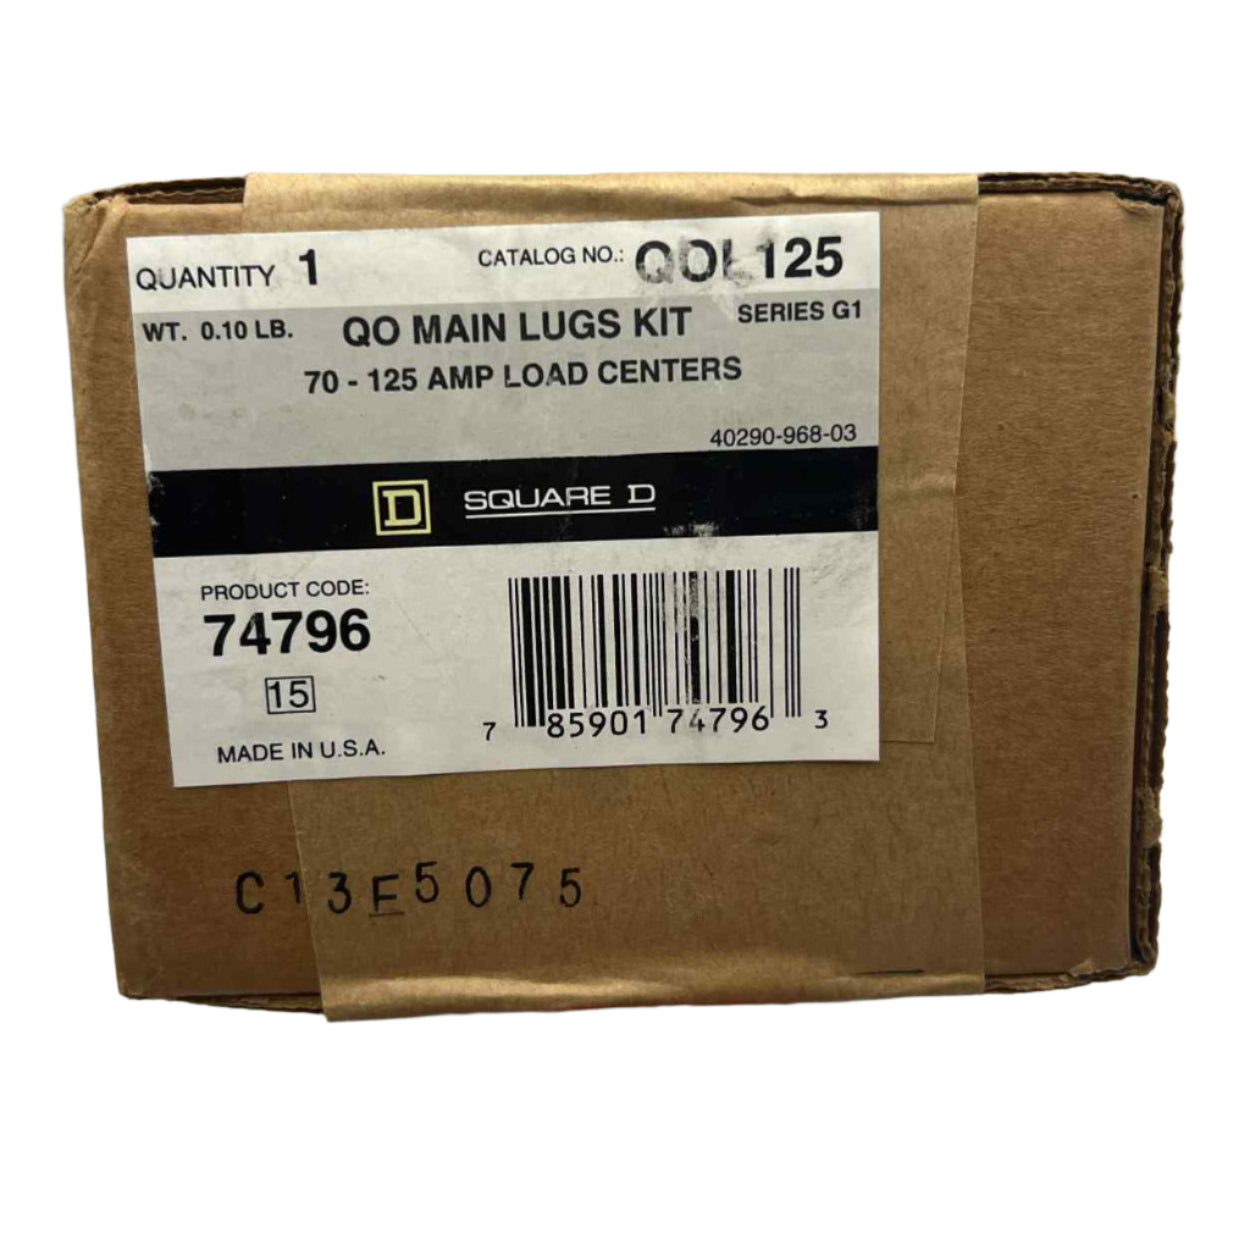 QUANTITY 1 CATALOG NO.: QOL125
WT. 0.10 LB. QO MAIN LUGS KIT SERIES G1
70 - 125 AMP LOAD CENTERS
40290-968-03
D SQUARE D
PRODUCT CODE:
74796
15
MADE IN U.S.A.
7 85901 74796 3
C13E5075